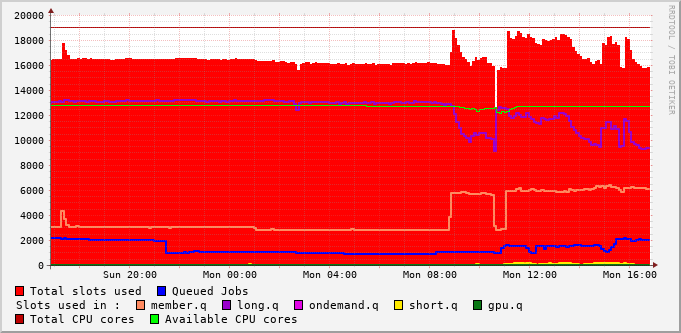 20000
18000
16000
14000
12000
10000
8000
6000
4000
2000
0
Sun 20:00 Mon 00:00 Mon 04:00 Mon 08:00 Mon 12:00 Mon 16:00
Total slots used Queued Jobs
Slots used in : member.q long.q ondemand.q short.q gpu.q
Total CPU cores Available CPU cores
RRDTOOL / TOBI OETIKER